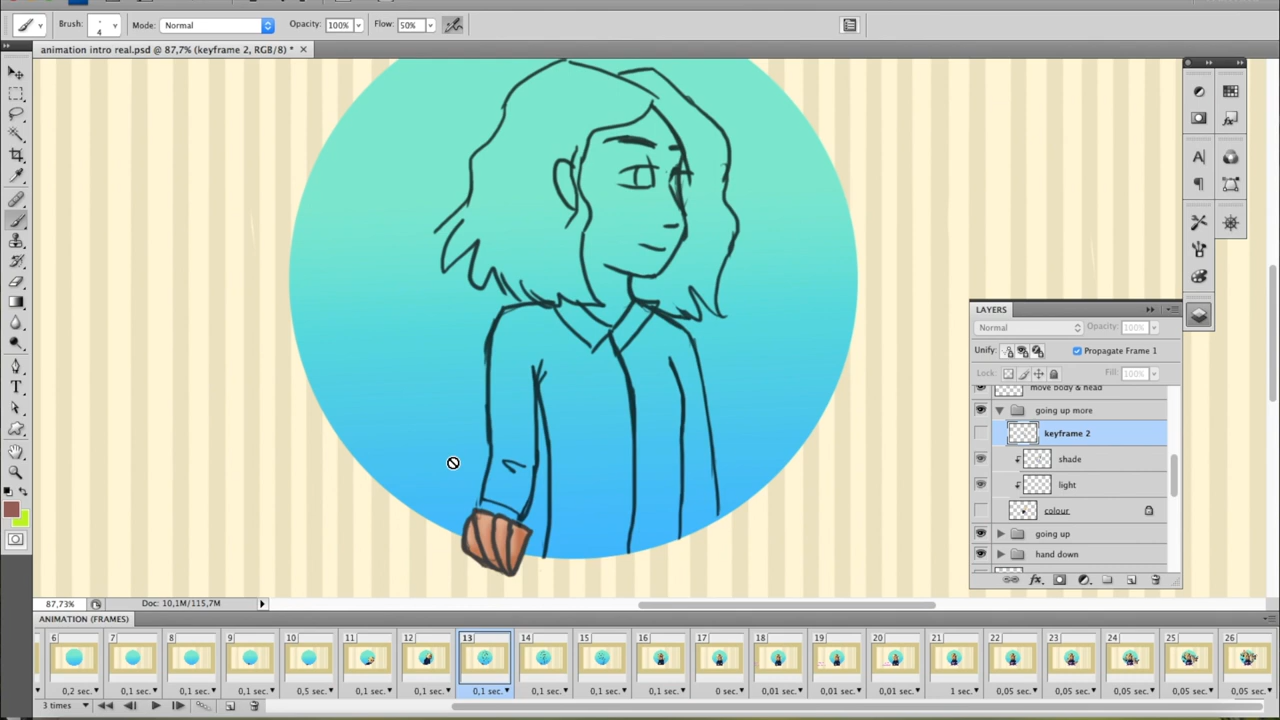 Brush: 4 Mode: Normal Opacity: 100% Flow: 50%
animation intro real.psd @ 87,7% (keyframe 2, RGB/8) *
LAYERS
Normal Opacity: 100%
Unify: Propagate Frame 1
Lock: Fill: 100%
move body & head
going up more
keyframe 2
shade
light
colour
going up
hand down
87,73% Doc: 10,1M/115,7M
ANIMATION (FRAMES)
6 7 8 9 10 11 12 13 14 15 16 17 18 19 20 21 22 23 24 25 26
0,2 sec. 0,1 sec. 0,1 sec. 0,1 sec. 0,5 sec. 0,1 sec. 0,1 sec. 0,1 sec. 0,1 sec. 0,1 sec. 0,1 sec. 0 sec. 0,01 sec. 0,01 sec. 0,01 sec. 1 sec. 0,05 sec. 0,05 sec. 0,05 sec. 0,05 sec. 0,05 sec.
3 times